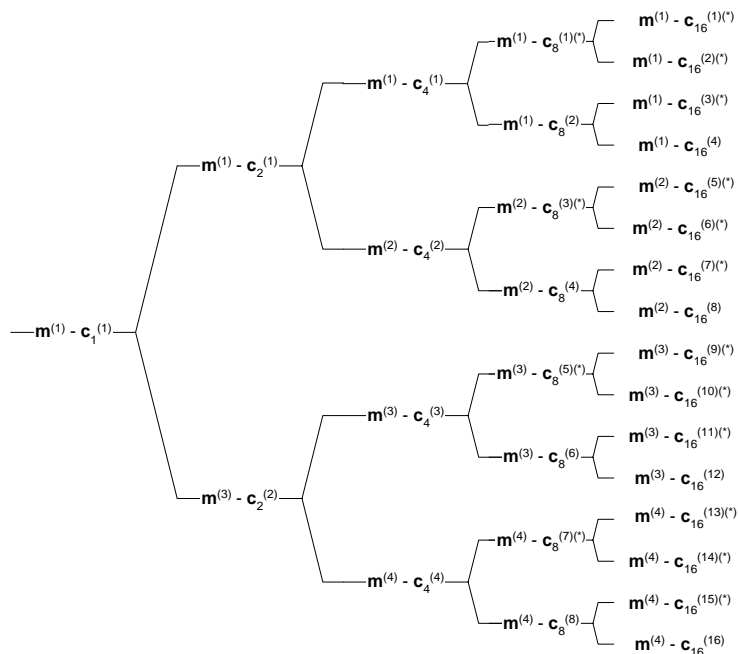 m(1) - c16(1)(*)
m(1) - c8(1)(*)
m(1) - c16(2)(*)
m(1) - c4(1)
m(1) - c16(3)(*)
m(1) - c8(2)
m(1) - c16(4)
m(1) - c2(1)
m(2) - c16(5)(*)
m(2) - c8(3)(*)
m(2) - c16(6)(*)
m(2) - c4(2)
m(2) - c16(7)(*)
m(2) - c8(4)
m(2) - c16(8)
m(1) - c1(1)
m(3) - c16(9)(*)
m(3) - c8(5)(*)
m(3) - c16(10)(*)
m(3) - c4(3)
m(3) - c16(11)(*)
m(3) - c8(6)
m(3) - c16(12)
m(3) - c2(2)
m(4) - c16(13)(*)
m(4) - c8(7)(*)
m(4) - c16(14)(*)
m(4) - c4(4)
m(4) - c16(15)(*)
m(4) - c8(8)
m(4) - c16(16)